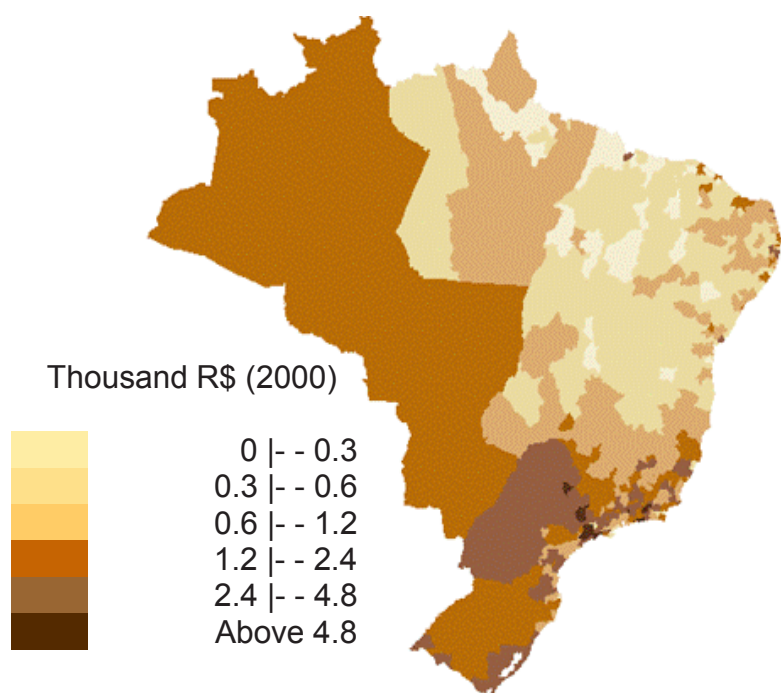 Thousand R$ (2000)
0 |- - 0.3
0.3 |- - 0.6
0.6 |- - 1.2
1.2 |- - 2.4
2.4 |- - 4.8
Above 4.8